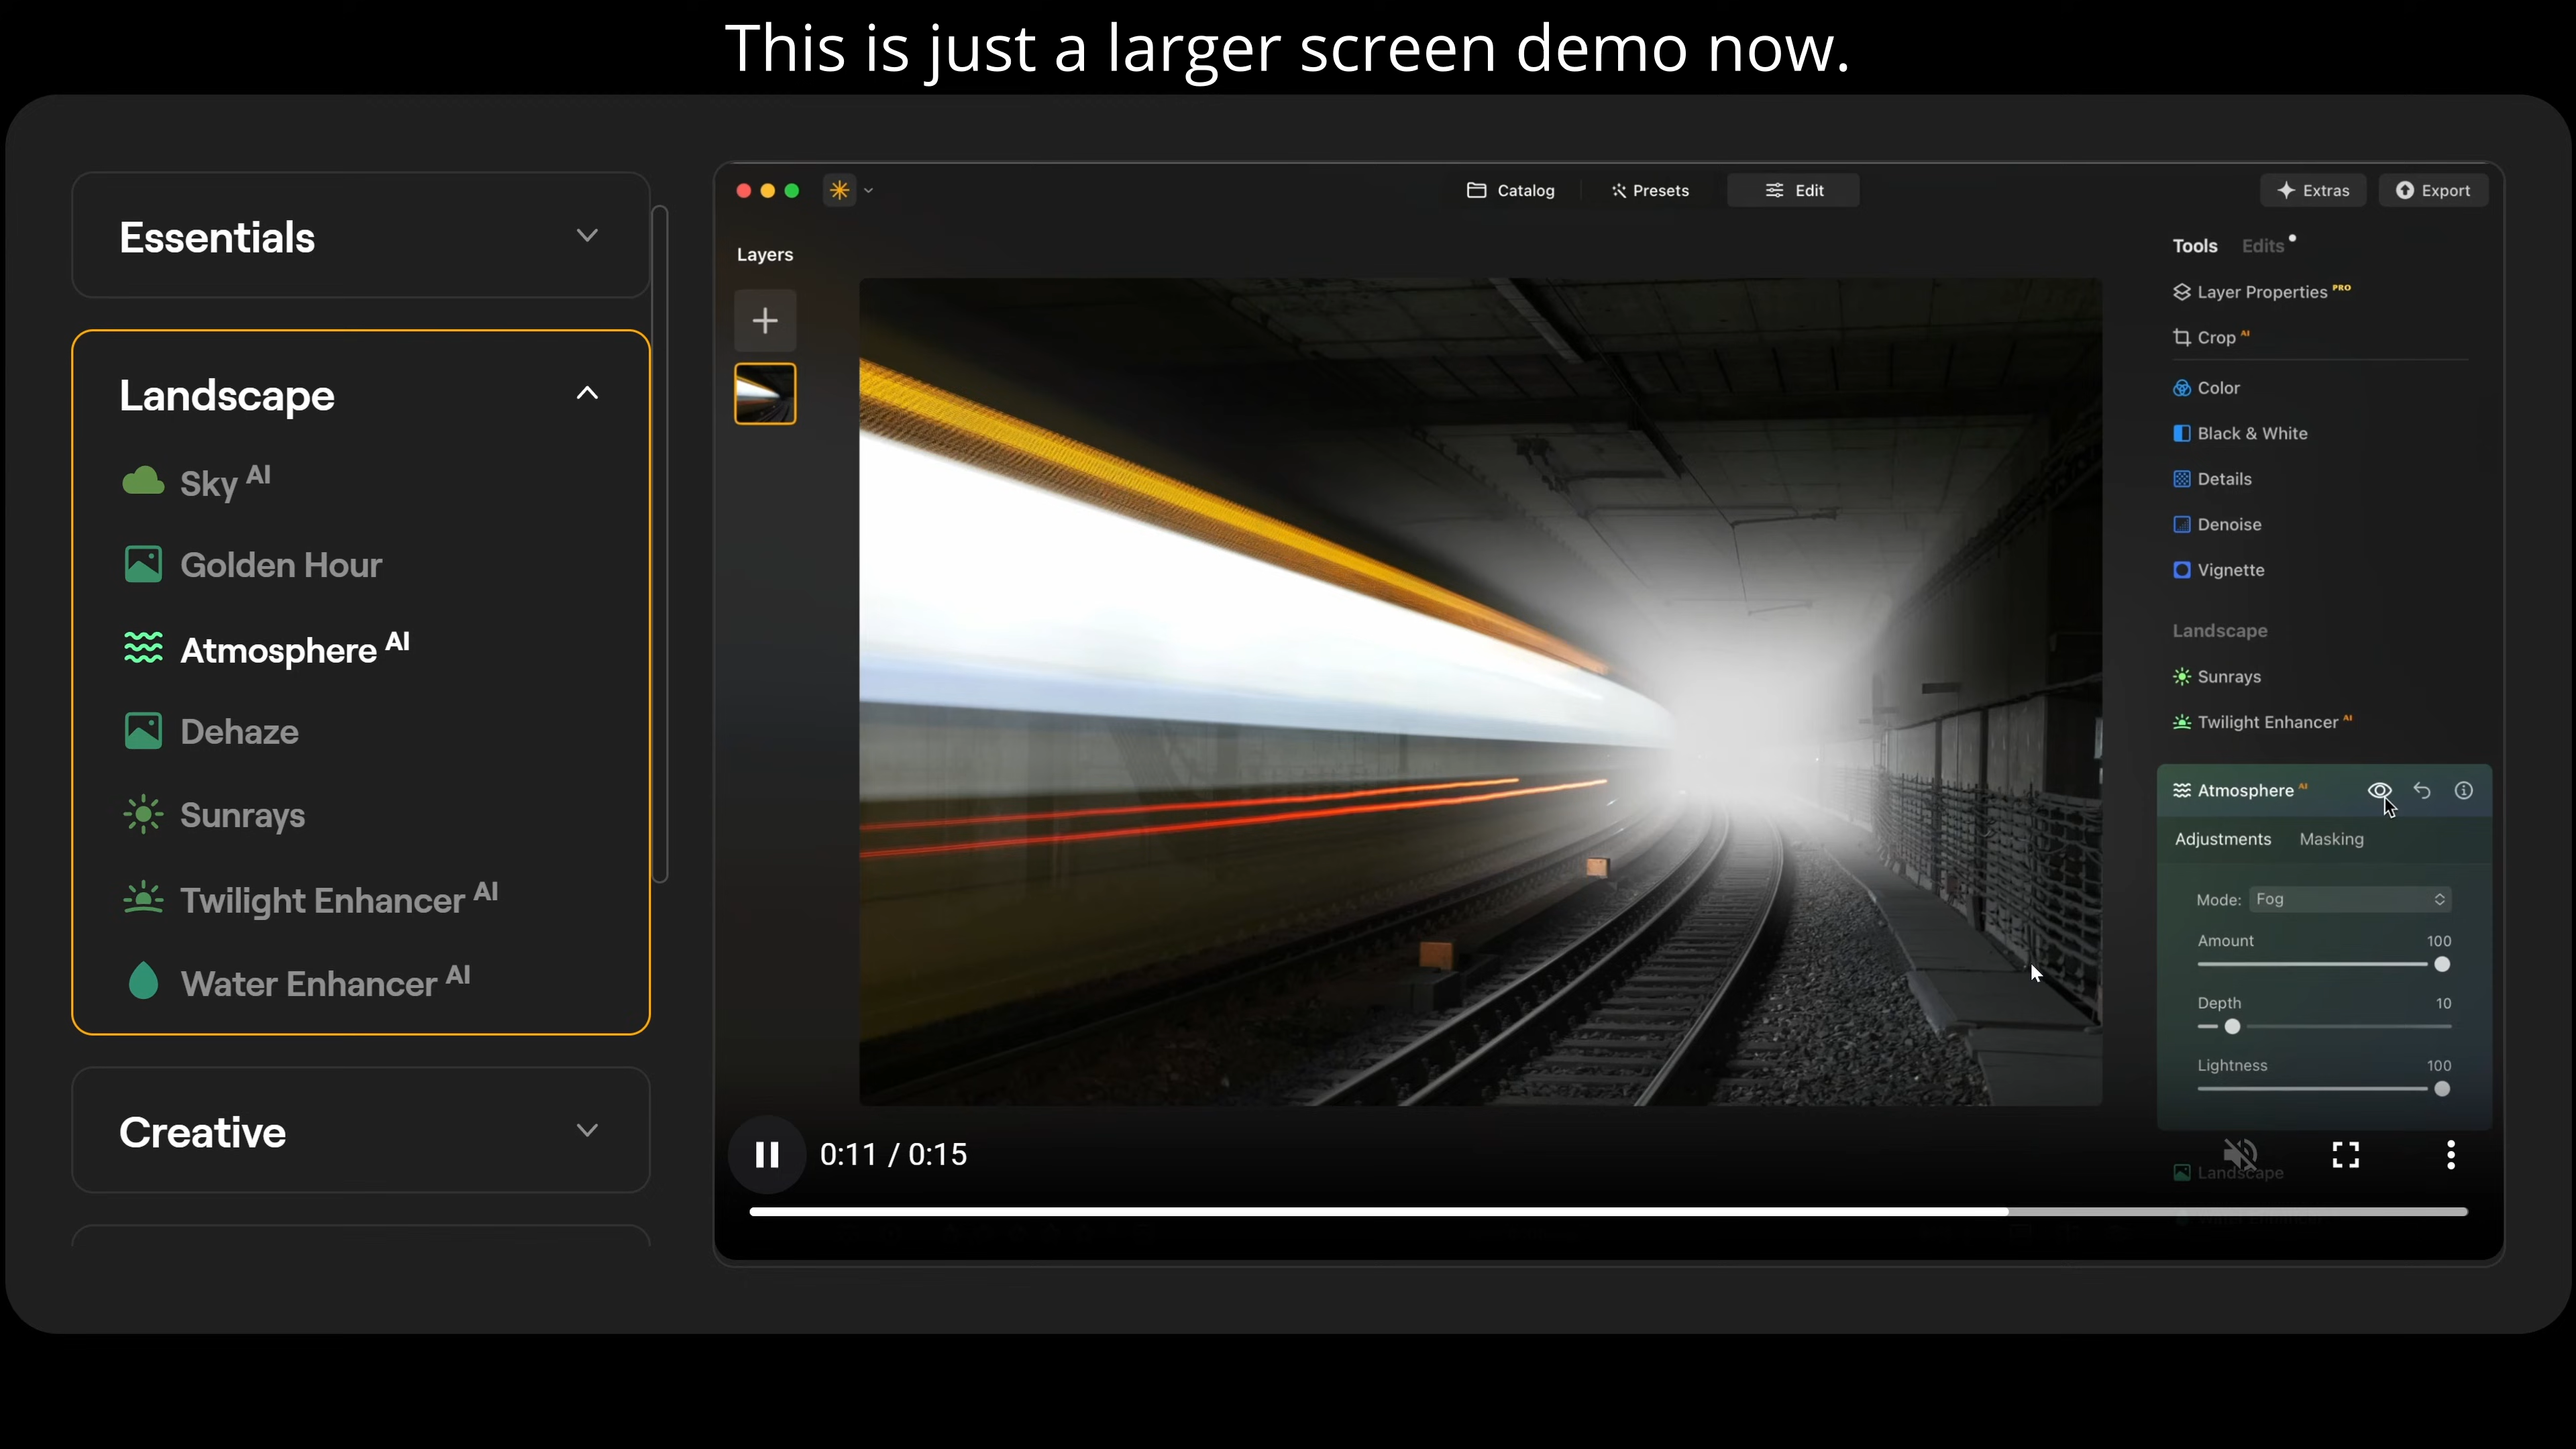 This is just a larger screen demo now.
Essentials
Landscape
Sky AI
Golden Hour
Atmosphere AI
Dehaze
Sunrays
Twilight Enhancer AI
Water Enhancer AI
Creative
Catalog
Presets
Edit
Extras
Export
Layers
Tools
Edits
Layer Properties PRO
Crop AI
Color
Black & White
Details
Denoise
Vignette
Landscape
Sunrays
Twilight Enhancer AI
Atmosphere AI
Adjustments
Masking
Mode: Fog
Amount 100
Depth 10
Lightness 100
Landscape
0:11 / 0:15